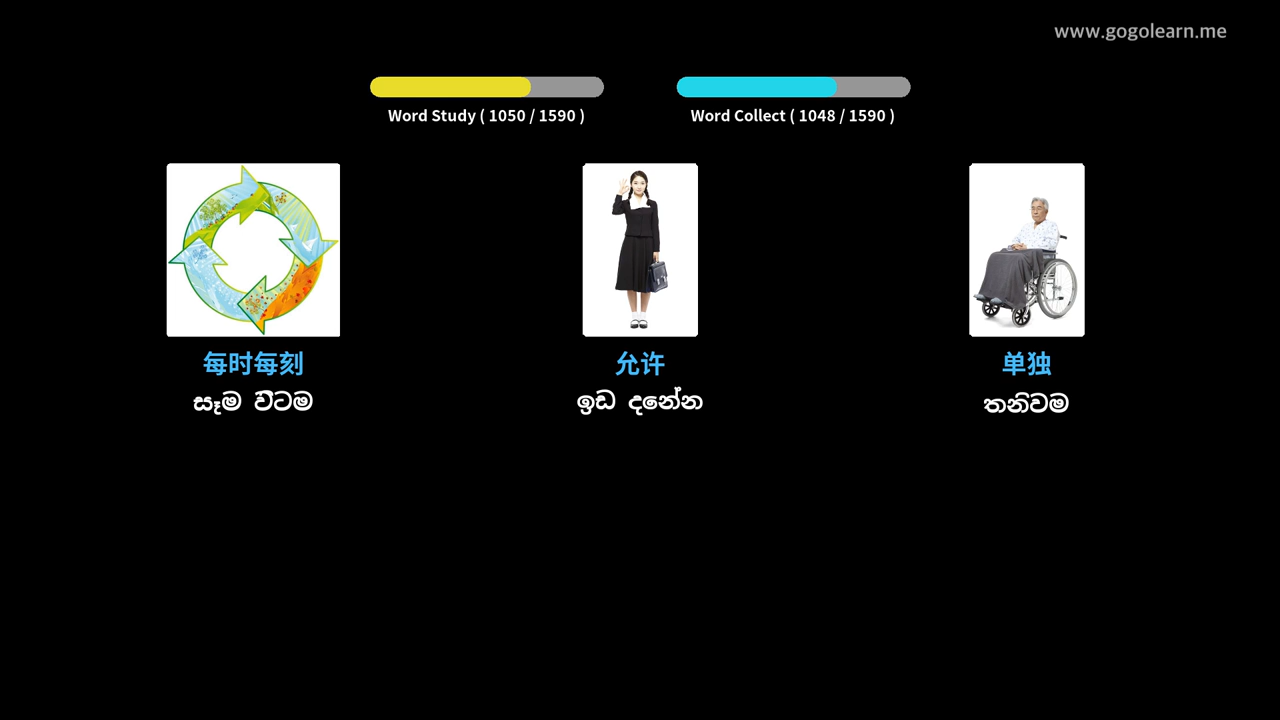 www.gogolearn.me
Word Study ( 1050 / 1590 )
Word Collect ( 1048 / 1590 )
每时每刻
සෑම විටම
允许
ඉඩ දනේන
单独
තනිවම